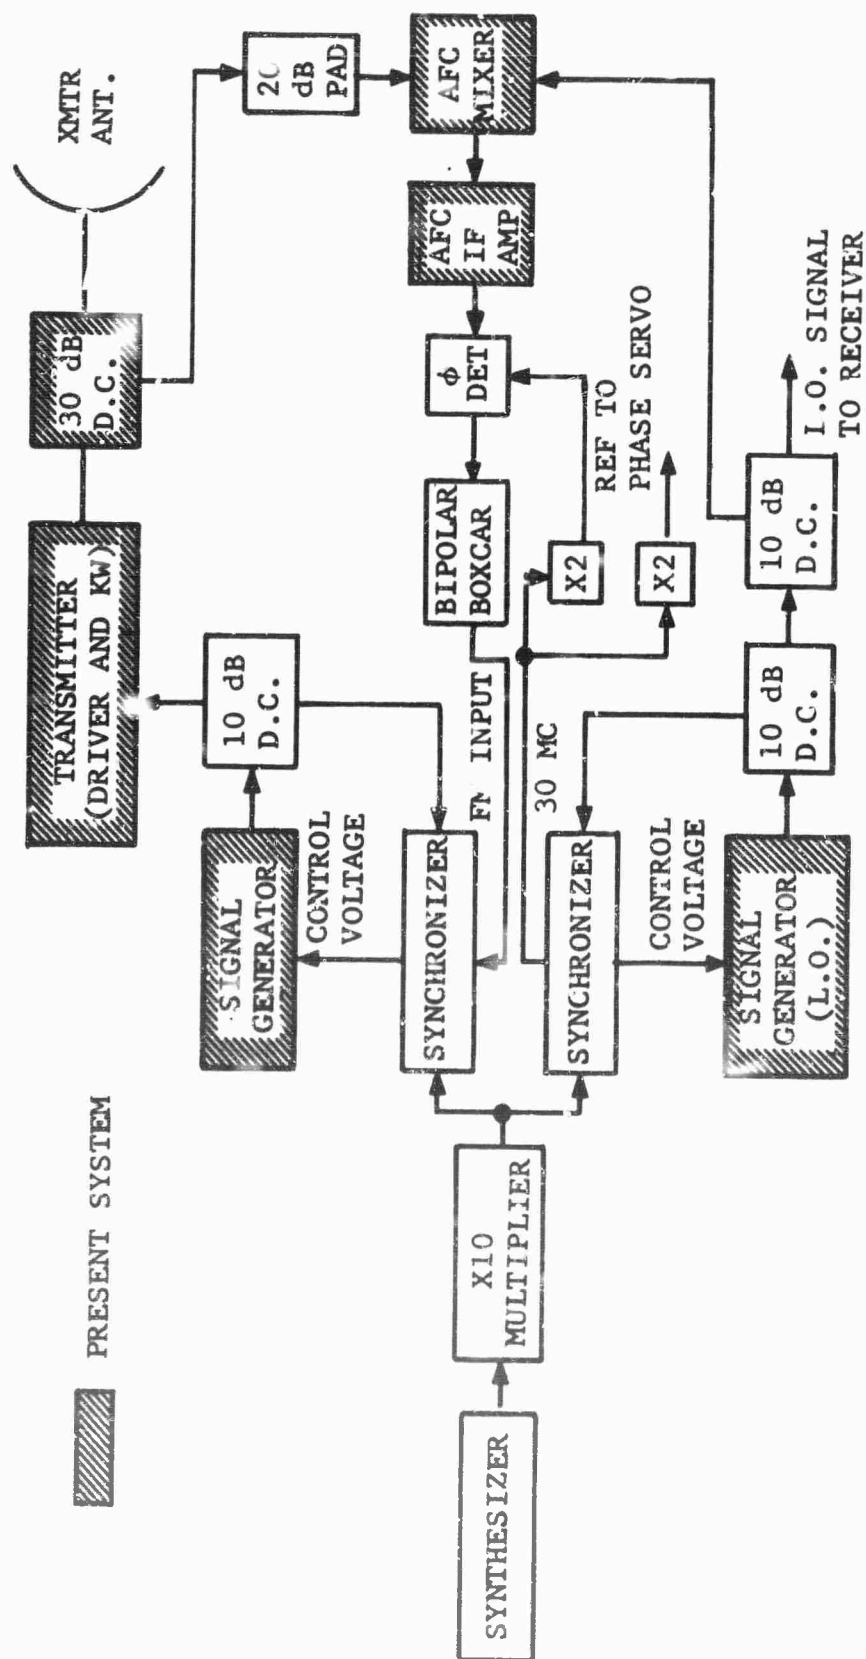 PRESENT SYSTEM
XMTR
ANT.
TRANSMITTER
(DRIVER AND KW)
30 dB
D.C.
20
dB
PAD
SIGNAL
GENERATOR
10 dB
D.C.
CONTROL
VOLTAGE
AFC
MIXER
AFC
IF
AMP
φ
DET
BIPOLAR
BOXCAR
FM INPUT
SYNCHRONIZER
SYNTHESIZER
X10
MULTIPLIER
30 MC
X2
REF TO
PHASE SERVO
X2
SYNCHRONIZER
CONTROL
VOLTAGE
SIGNAL
GENERATOR
(L.O.)
10 dB
D.C.
10 dB
D.C.
I.O. SIGNAL
TO RECEIVER